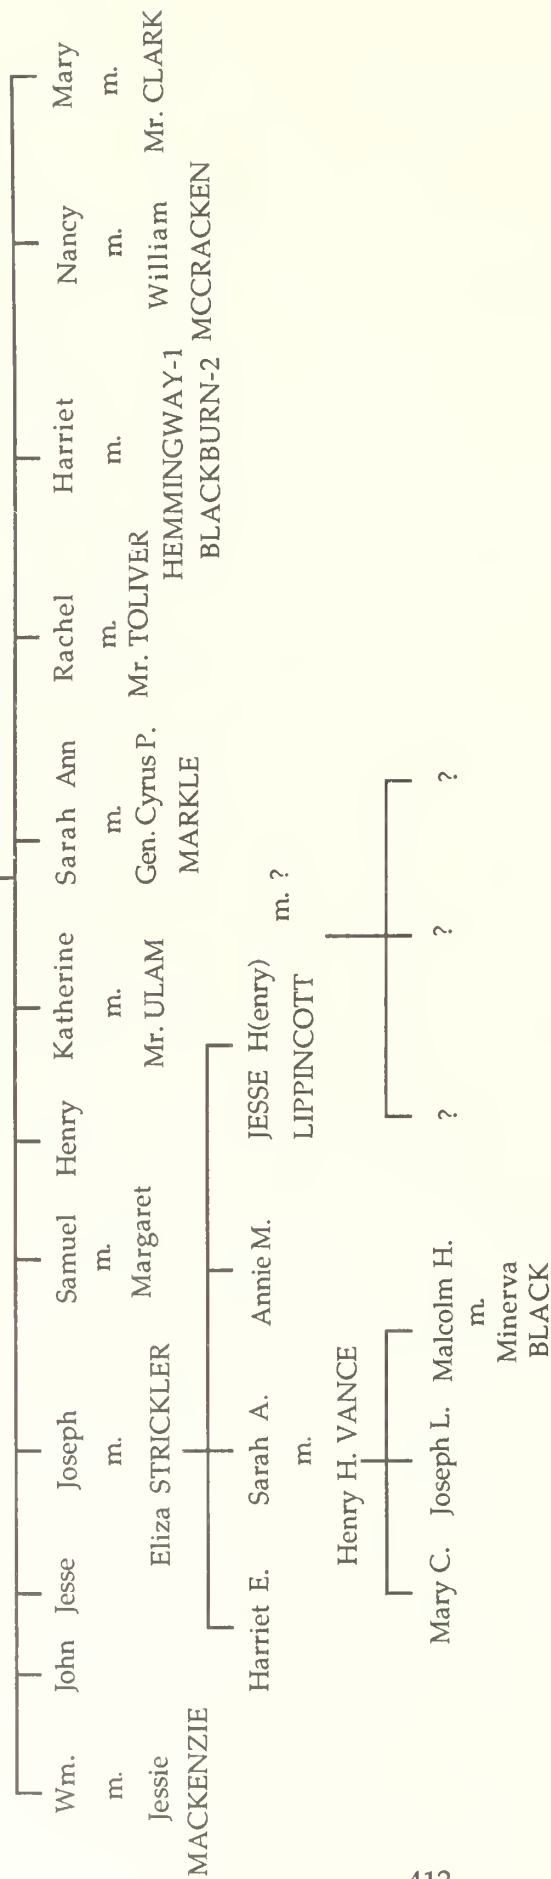 Wm. John Jesse Joseph Samuel Henry Katherine Sarah Ann Rachel Harriet Nancy Mary
m. m. m. m. m. m. m. m. m.
Jessie Eliza STRICKLER Margaret Mr. ULAM Gen. Cyrus P. Mr. TOLIVER HEMMINGWAY-1 William Mr. CLARK
MACKENZIE MARKLE BLACKBURN-2 MCCRACKEN
Harriet E. Sarah A. Annie M. JESSE H(enry) m. ?
m. LIPPINCOTT
Henry H. VANCE
Mary C. Joseph L. Malcolm H. ? ? ?
m.
Minerva
BLACK
413